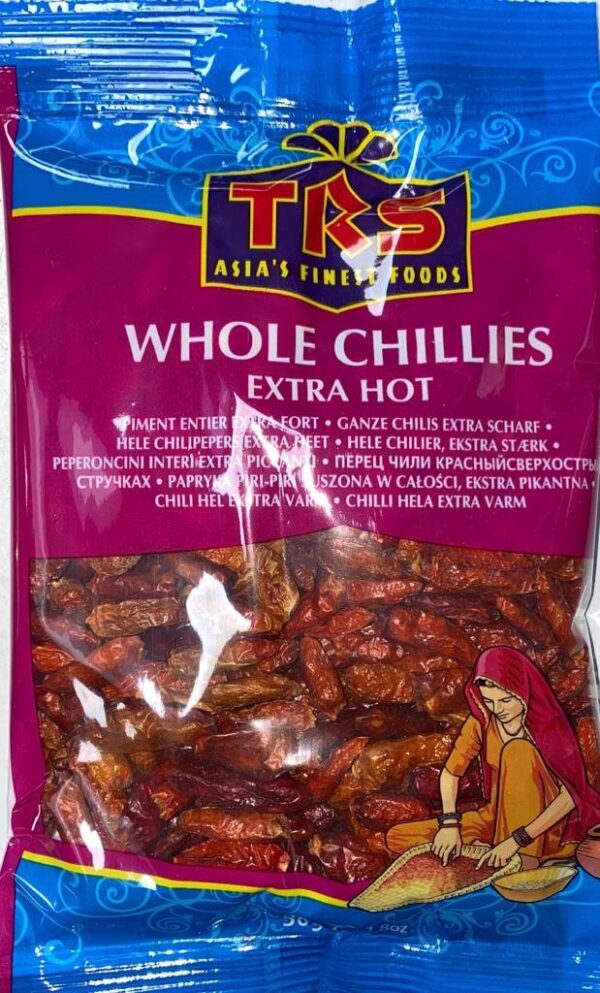 TRS
ASIA'S FINEST FOODS
WHOLE CHILLIES
EXTRA HOT
PIMENT ENTIER EXTRA FORT • GANZE CHILIS EXTRA SCHARF •
HELE CHILIPEPERS EXTRA HEET • HELE CHILIER, EKSTRA STÆRK •
PEPERONCINI INTERI EXTRA PICCANTI • ПЕРЕЦ ЧИЛИ КРАСНЫЙСВЕРХОСТРЫ
СТРУЧКАХ • PAPRYKA PIRI-PIRI SUSZONA W CAŁOŚCI, EKSTRA PIKANTNA •
CHILI HEL EKSTRA VARM • CHILLI HELA EXTRA VARM